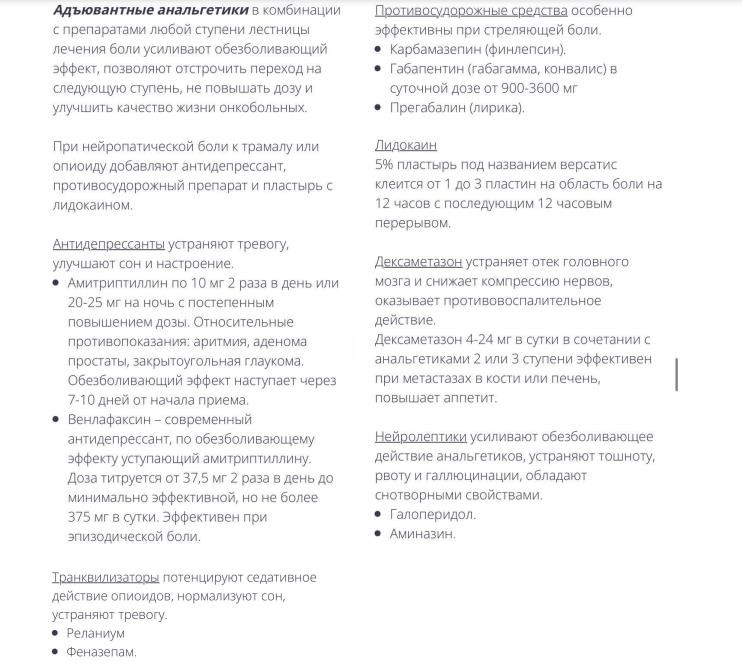 Адъювантные анальгетики в комбинации
с препаратами любой ступени лестницы
лечения боли усиливают обезболивающий
эффект, позволяют отстрочить переход на
следующую ступень, не повышать дозу и
улучшить качество жизни онкобольных.
При нейропатической боли к трамалу или
опиоиду добавляют антидепрессант,
противосудорожный препарат и пластырь с
лидокаином.
Антидепрессанты устраняют тревогу,
улучшают сон и настроение.
• Амитриптиллин по 10 мг 2 раза в день или
20-25 мг на ночь с постепенным
повышением дозы. Относительные
противопоказания: аритмия, аденома
простаты, закрытоугольная глаукома.
Обезболивающий эффект наступает через
7-10 дней от начала приема.
• Венлафаксин – современный
антидепрессант, по обезболивающему
эффекту уступающий амитриптиллину.
Доза титруется от 37,5 мг 2 раза в день до
минимально эффективной, но не более
375 мг в сутки. Эффективен при
эпизодической боли.
Транквилизаторы потенцируют седативное
действие опиоидов, нормализуют сон,
устраняют тревогу.
• Реланиум
• Феназепам.
Противосудорожные средства особенно
эффективны при стреляющей боли.
• Карбамазепин (финлепсин).
• Габапентин (габагамма, конвалис) в
суточной дозе от 900-3600 мг
• Прегабалин (лирика).
Лидокаин
5% пластырь под названием версатис
клеится от 1 до 3 пластин на область боли на
12 часов с последующим 12 часовым
перерывом.
Дексаметазон устраняет отек головного
мозга и снижает компрессию нервов,
оказывает противовоспалительное
действие.
Дексаметазон 4-24 мг в сутки в сочетании с
анальгетиками 2 или 3 ступени эффективен
при метастазах в кости или печень,
повышает аппетит.
Нейролептики усиливают обезболивающее
действие анальгетиков, устраняют тошноту,
рвоту и галлюцинации, обладают
снотворными свойствами.
• Галоперидол.
• Аминазин.